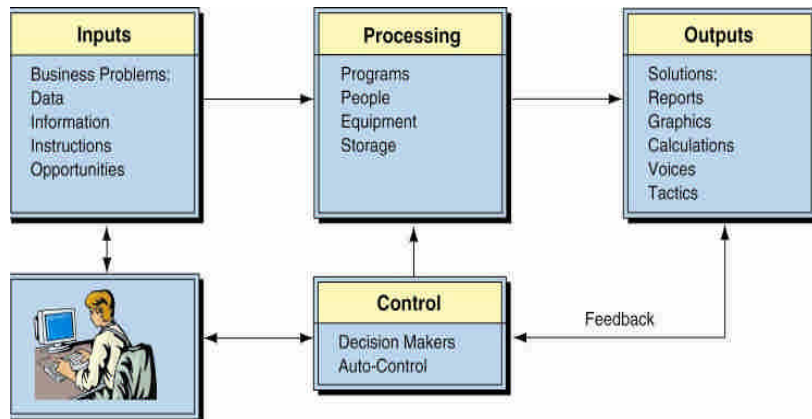 Inputs
Business Problems:
Data
Information
Instructions
Opportunities
Processing
Programs
People
Equipment
Storage
Outputs
Solutions:
Reports
Graphics
Calculations
Voices
Tactics
Control
Decision Makers
Auto-Control
Feedback